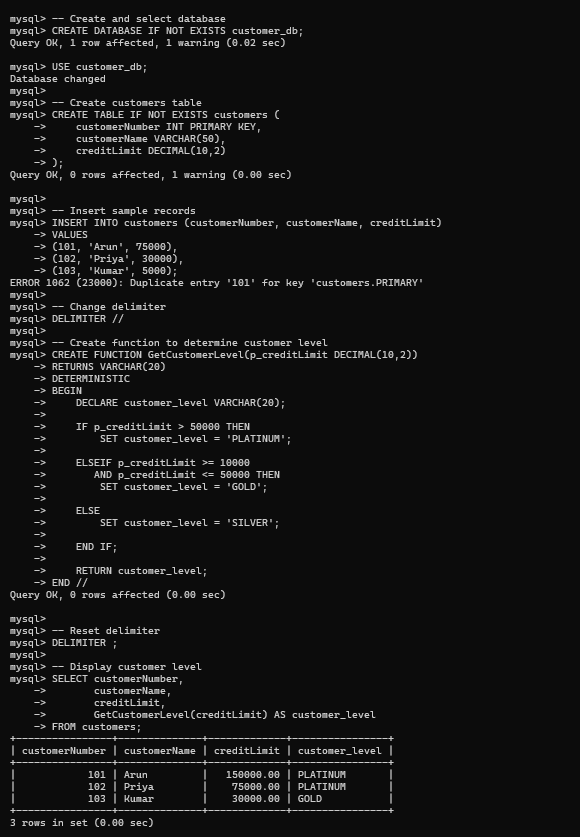 mysql> -- Create and select database
mysql> CREATE DATABASE IF NOT EXISTS customer_db;
Query OK, 1 row affected, 1 warning (0.02 sec)

mysql> USE customer_db;
Database changed
mysql>
mysql> -- Create customers table
mysql> CREATE TABLE IF NOT EXISTS customers (
    ->     customerNumber INT PRIMARY KEY,
    ->     customerName VARCHAR(50),
    ->     creditLimit DECIMAL(10,2)
    -> );
Query OK, 0 rows affected, 1 warning (0.00 sec)

mysql>
mysql> -- Insert sample records
mysql> INSERT INTO customers (customerNumber, customerName, creditLimit)
    -> VALUES
    -> (101, 'Arun', 75000),
    -> (102, 'Priya', 30000),
    -> (103, 'Kumar', 5000);
ERROR 1062 (23000): Duplicate entry '101' for key 'customers.PRIMARY'
mysql>
mysql> -- Change delimiter
mysql> DELIMITER //
mysql>
mysql> -- Create function to determine customer level
mysql> CREATE FUNCTION GetCustomerLevel(p_creditLimit DECIMAL(10,2))
    -> RETURNS VARCHAR(20)
    -> DETERMINISTIC
    -> BEGIN
    ->     DECLARE customer_level VARCHAR(20);
    ->
    ->     IF p_creditLimit > 50000 THEN
    ->         SET customer_level = 'PLATINUM';
    ->
    ->     ELSEIF p_creditLimit >= 10000
    ->        AND p_creditLimit <= 50000 THEN
    ->         SET customer_level = 'GOLD';
    ->
    ->     ELSE
    ->         SET customer_level = 'SILVER';
    ->
    ->     END IF;
    ->
    ->     RETURN customer_level;
    -> END //
Query OK, 0 rows affected (0.00 sec)

mysql>
mysql> -- Reset delimiter
mysql> DELIMITER ;
mysql>
mysql> -- Display customer level
mysql> SELECT customerNumber,
    ->        customerName,
    ->        creditLimit,
    ->        GetCustomerLevel(creditLimit) AS customer_level
    -> FROM customers;
+----------------+--------------+-------------+----------------+
| customerNumber | customerName | creditLimit | customer_level |
+----------------+--------------+-------------+----------------+
|            101 | Arun         |   150000.00 | PLATINUM       |
|            102 | Priya        |    75000.00 | PLATINUM       |
|            103 | Kumar        |    30000.00 | GOLD           |
+----------------+--------------+-------------+----------------+
3 rows in set (0.00 sec)